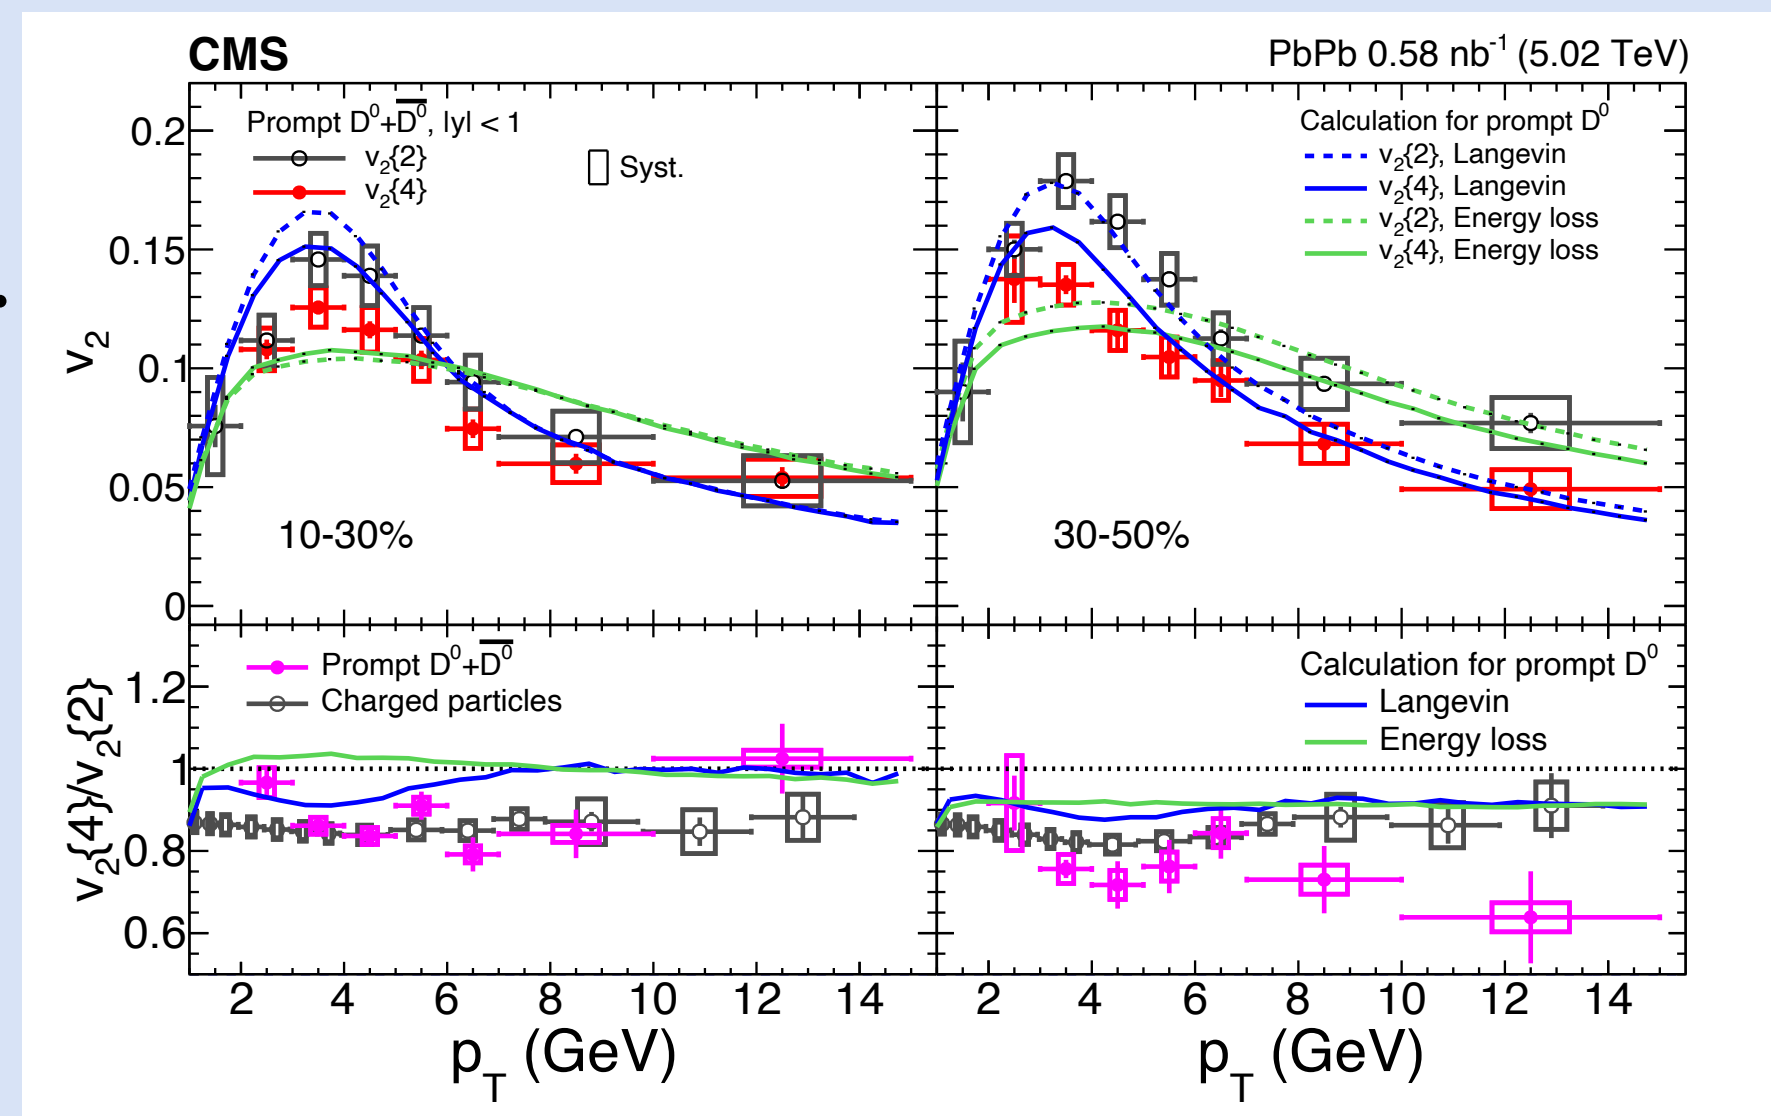 CMS
PbPb 0.58 nb⁻¹ (5.02 TeV)
Prompt D⁰+D̅⁰, |y| < 1
v₂{2}
v₂{4}
Syst.
Calculation for prompt D⁰
v₂{2}, Langevin
v₂{4}, Langevin
v₂{2}, Energy loss
v₂{4}, Energy loss
v₂
0.2
0.15
0.1
0.05
0
10-30%
30-50%
Prompt D⁰+D̅⁰
Charged particles
Calculation for prompt D⁰
Langevin
Energy loss
v₂{4}/v₂{2}
1.2
1
0.8
0.6
2 4 6 8 10 12 14
2 4 6 8 10 12 14
p_T (GeV)
p_T (GeV)